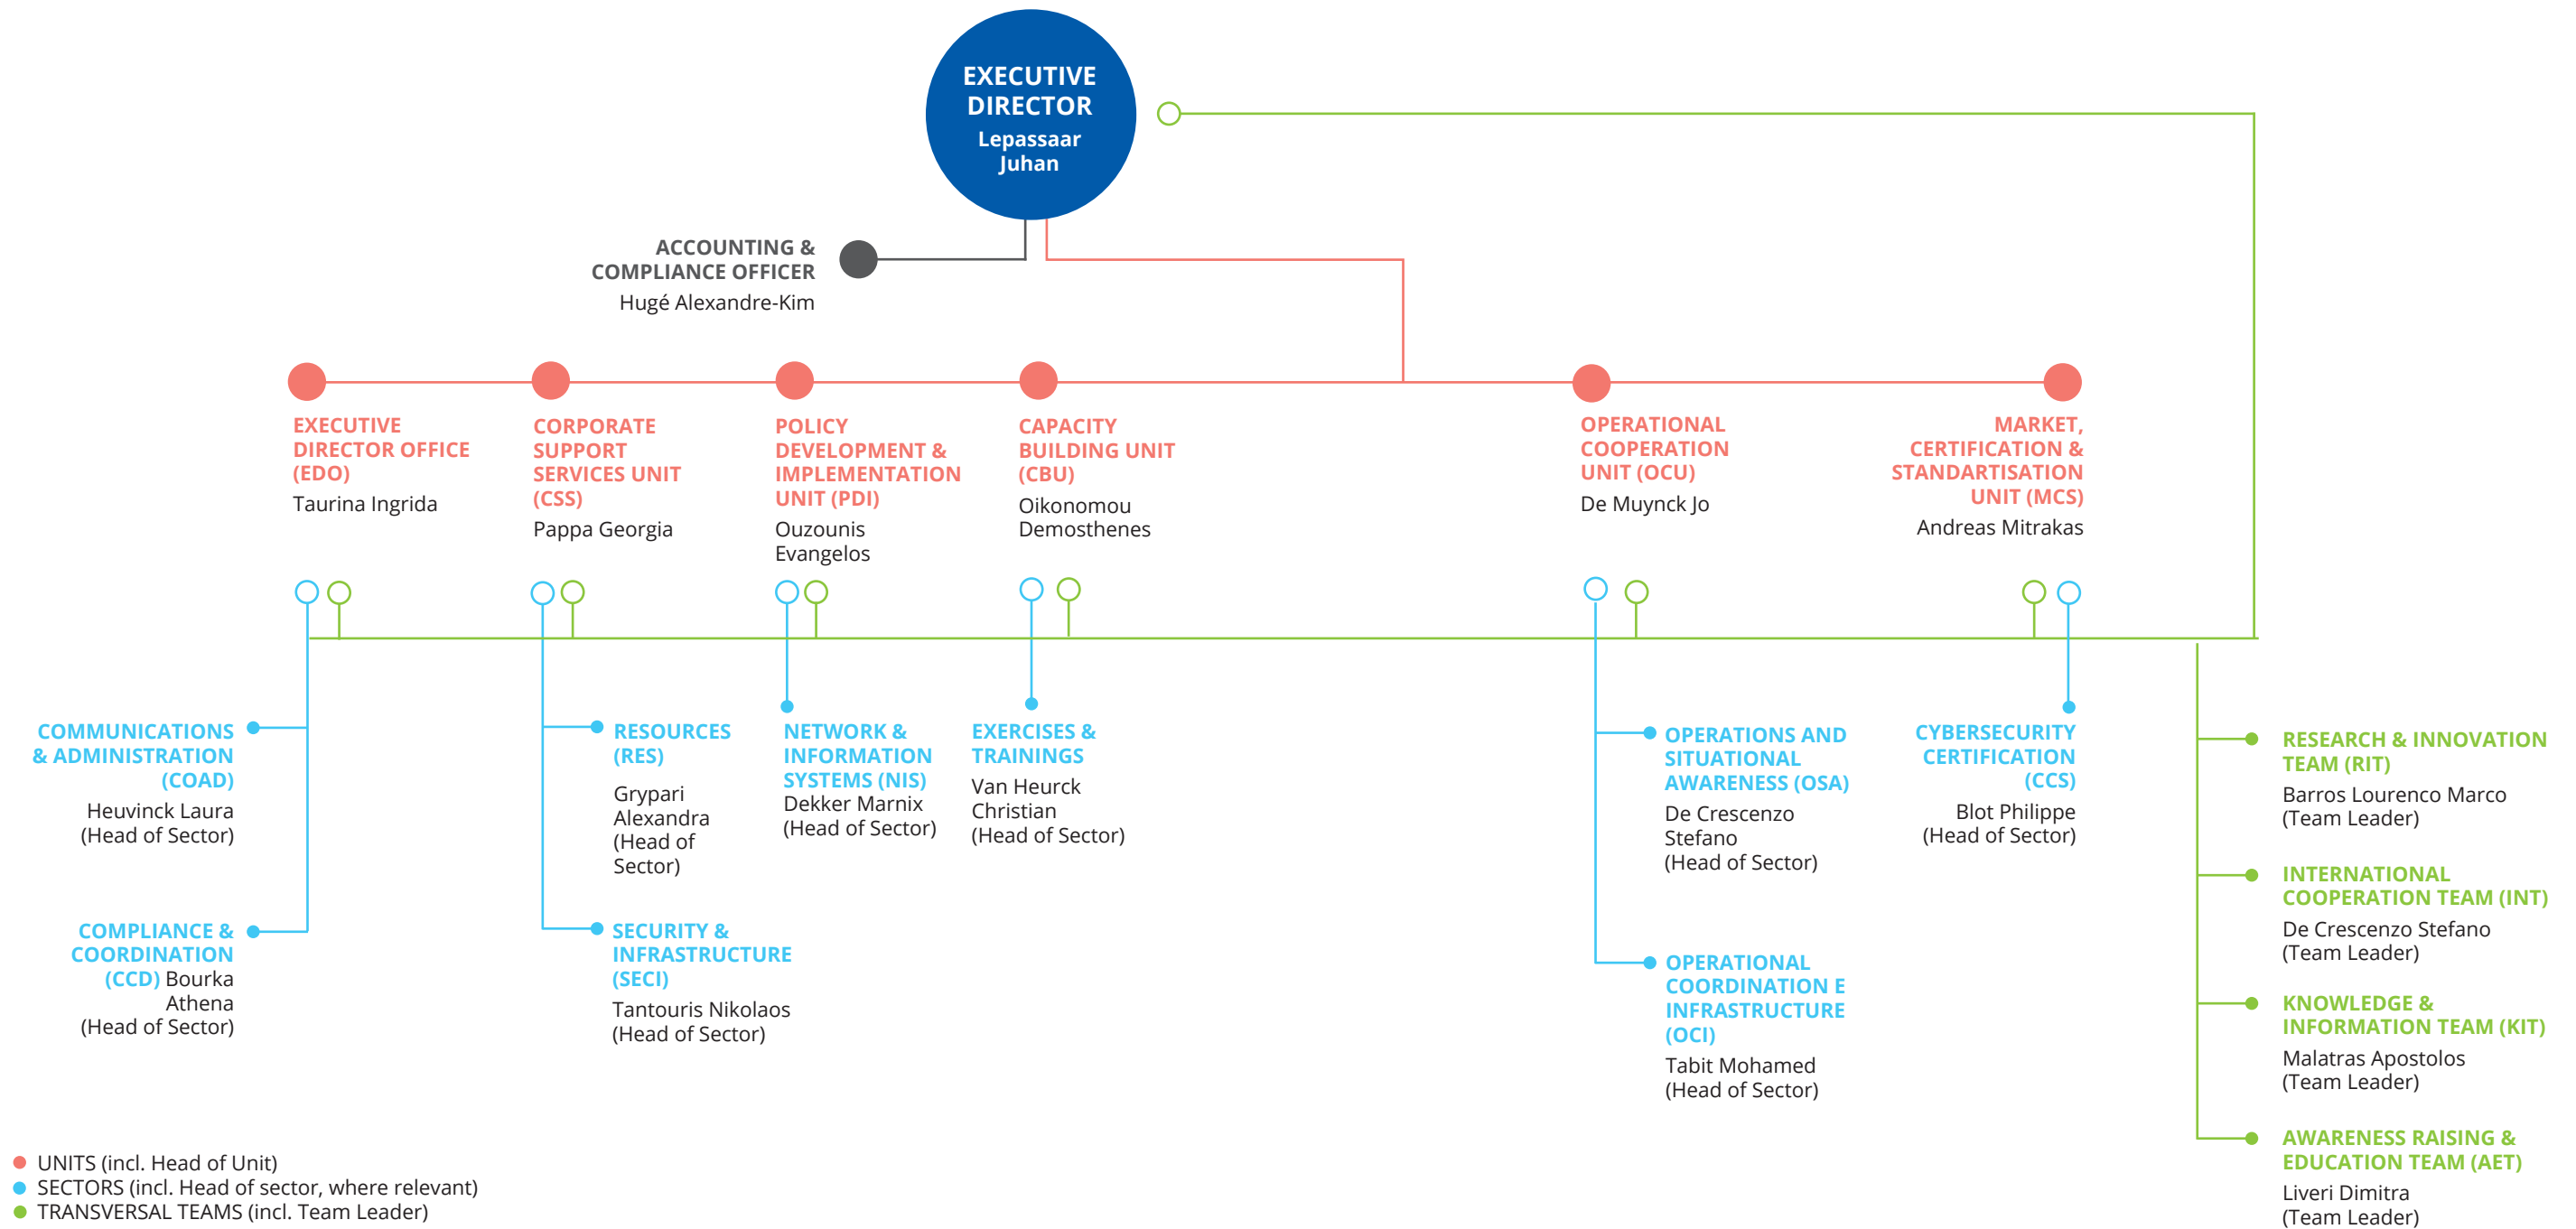 EXECUTIVE
DIRECTOR
Lepassaar
Juhan
ACCOUNTING &
COMPLIANCE OFFICER
Hugé Alexandre-Kim
EXECUTIVE
DIRECTOR OFFICE
(EDO)
Taurina Ingrida
CORPORATE
SUPPORT
SERVICES UNIT
(CSS)
Pappa Georgia
POLICY
DEVELOPMENT &
IMPLEMENTATION
UNIT (PDI)
Ouzounis
Evangelos
CAPACITY
BUILDING UNIT
(CBU)
Oikonomou
Demosthenes
OPERATIONAL
COOPERATION
UNIT (OCU)
De Muynck Jo
MARKET,
CERTIFICATION &
STANDARTISATION
UNIT (MCS)
Andreas Mitrakas
COMMUNICATIONS
& ADMINISTRATION
(COAD)
Heuvinck Laura
(Head of Sector)
COMPLIANCE &
COORDINATION
(CCD) Bourka
Athena
(Head of Sector)
RESOURCES
(RES)
Grypari
Alexandra
(Head of
Sector)
SECURITY &
INFRASTRUCTURE
(SECI)
Tantouris Nikolaos
(Head of Sector)
NETWORK &
INFORMATION
SYSTEMS (NIS)
Dekker Marnix
(Head of Sector)
EXERCISES &
TRAININGS
Van Heurck
Christian
(Head of Sector)
OPERATIONS AND
SITUATIONAL
AWARENESS (OSA)
De Crescenzo
Stefano
(Head of Sector)
OPERATIONAL
COORDINATION E
INFRASTRUCTURE
(OCI)
Tabit Mohamed
(Head of Sector)
CYBERSECURITY
CERTIFICATION
(CCS)
Blot Philippe
(Head of Sector)
RESEARCH & INNOVATION
TEAM (RIT)
Barros Lourenco Marco
(Team Leader)
INTERNATIONAL
COOPERATION TEAM (INT)
De Crescenzo Stefano
(Team Leader)
KNOWLEDGE &
INFORMATION TEAM (KIT)
Malatras Apostolos
(Team Leader)
AWARENESS RAISING &
EDUCATION TEAM (AET)
Liveri Dimitra
(Team Leader)
UNITS (incl. Head of Unit)
SECTORS (incl. Head of sector, where relevant)
TRANSVERSAL TEAMS (incl. Team Leader)